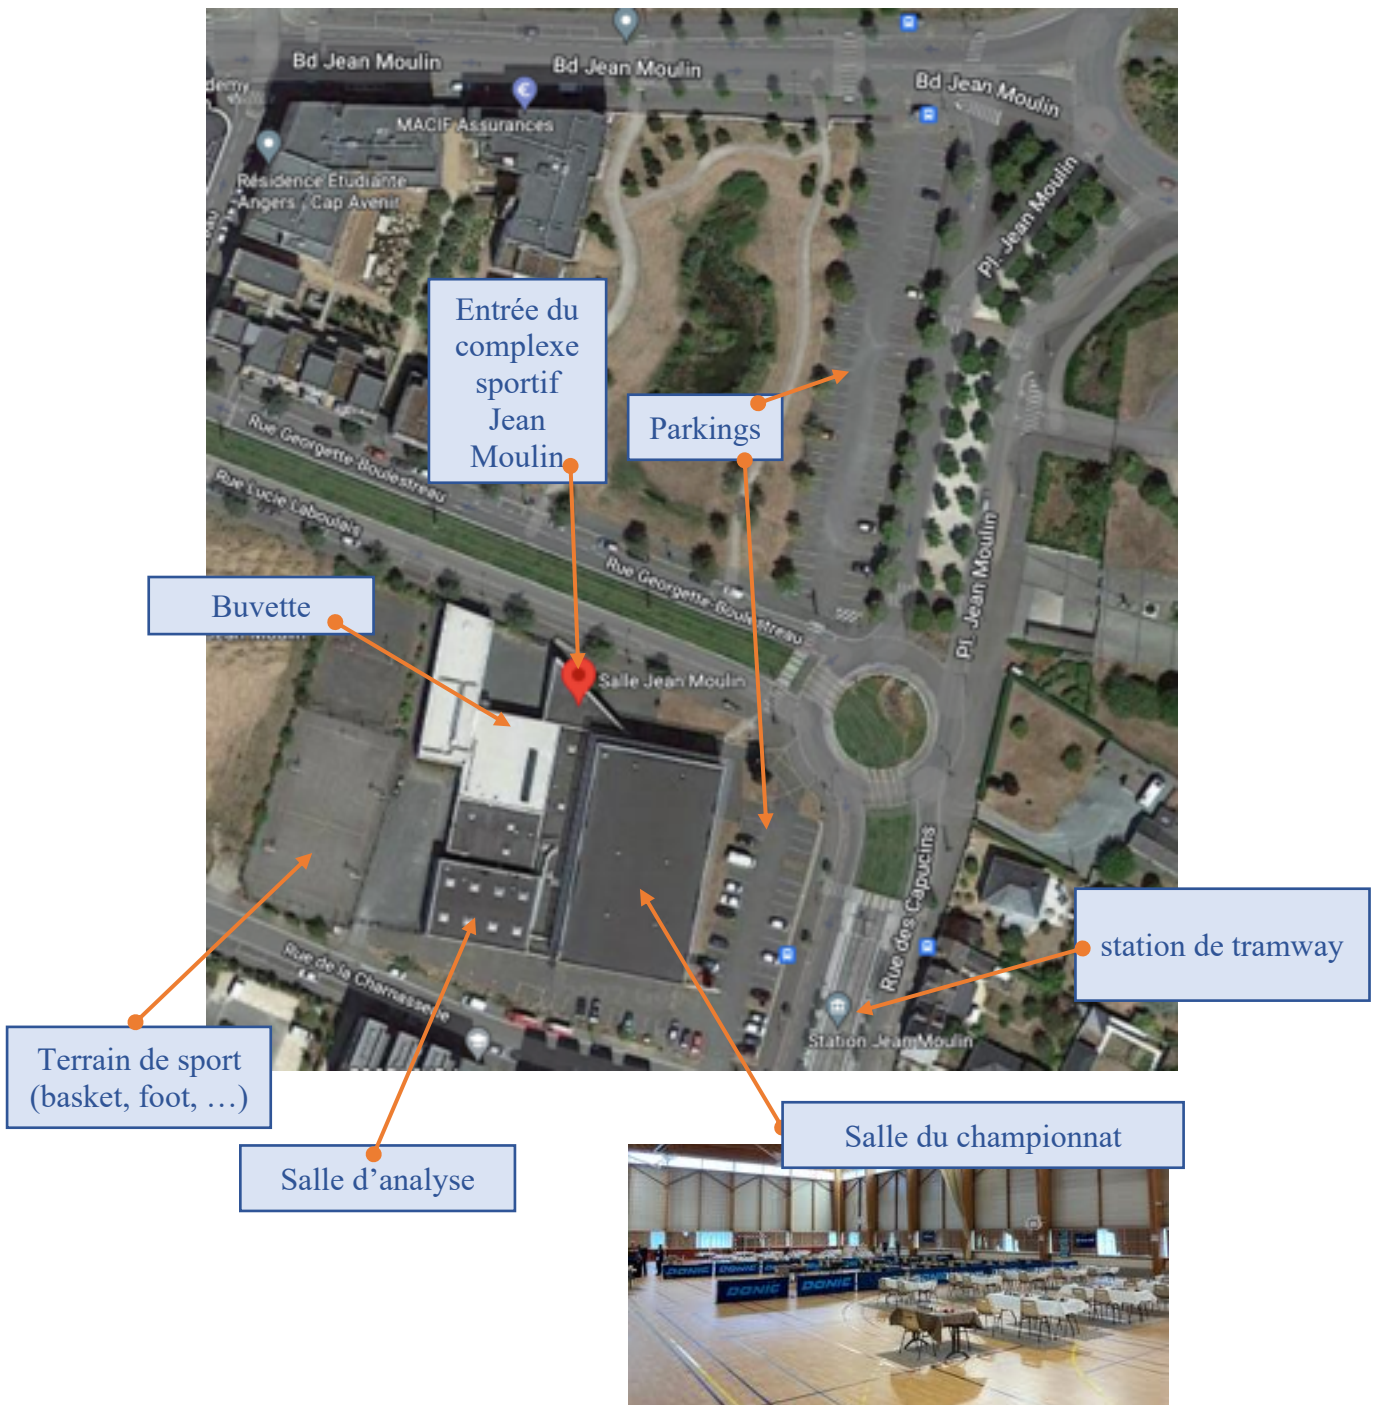 Bd Jean Moulin
Bd Jean Moulin
Bd Jean Moulin
MACIF Assurances
Résidence Etudiante
Angers / Cap Avenir
Pl. Jean Moulin
Entrée du
complexe
sportif
Jean
Moulin
Parkings
Rue Georgette-Boulestreau
Rue Lucie Laboulais
Rue Georgette-Boulestreau
Pl. Jean Moulin
Buvette
Salle Jean Moulin
Rue des Capucins
station de tramway
Rue de la Charnasserie
Station Jean Moulin
Terrain de sport
(basket, foot, …)
Salle du championnat
Salle d’analyse
DONIC
DONIC
DONIC
DONIC